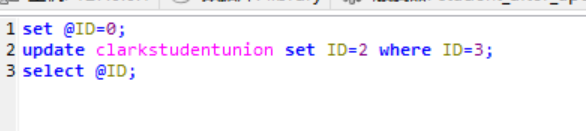 1 set @ID=0;
2 update clarkstudentunion set ID=2 where ID=3;
3 select @ID;